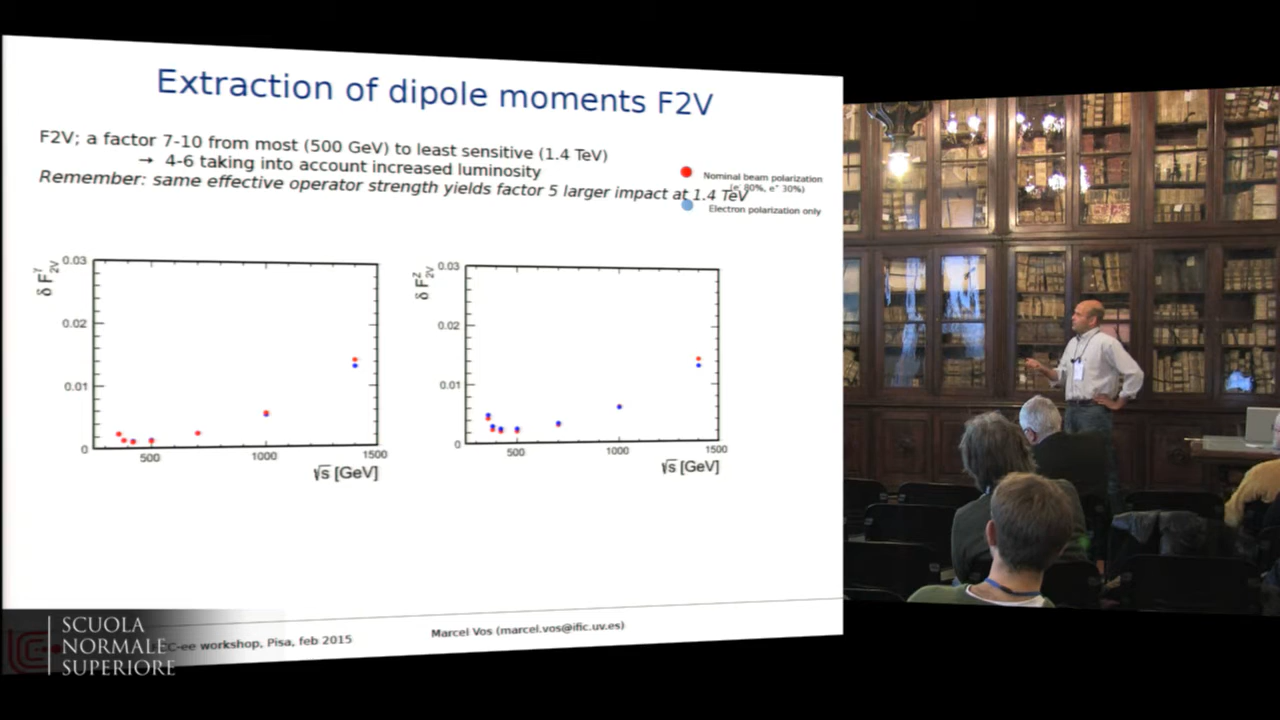 Extraction of dipole moments F2V
F2V; a factor 7-10 from most (500 GeV) to least sensitive (1.4 TeV)
→ 4-6 taking into account increased luminosity
Remember: same effective operator strength yields factor 5 larger impact at 1.4 TeV
Nominal beam polarization
(e⁻ 80%, e⁺ 30%)
Electron polarization only
δ F₂V^γ
0.03
0.02
0.01
0
500
1000
1500
√s [GeV]
δ F₂V^Z
0.03
0.02
0.01
0
500
1000
1500
√s [GeV]
C-ee workshop, Pisa, feb 2015
Marcel Vos (marcel.vos@ific.uv.es)
SCUOLA
NORMALE
SUPERIORE